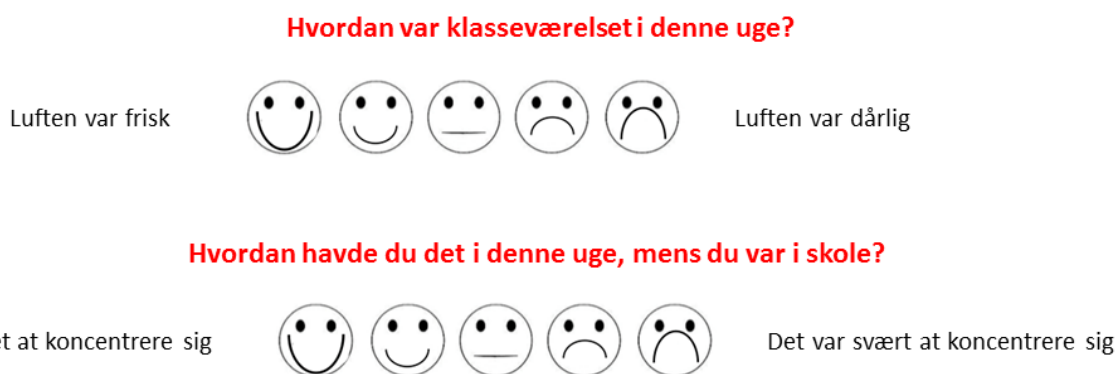 Hvordan var klasseværelset i denne uge?
Luften var frisk
Luften var dårlig
Hvordan havde du det i denne uge, mens du var i skole?
at koncentrere sig
Det var svært at koncentrere sig